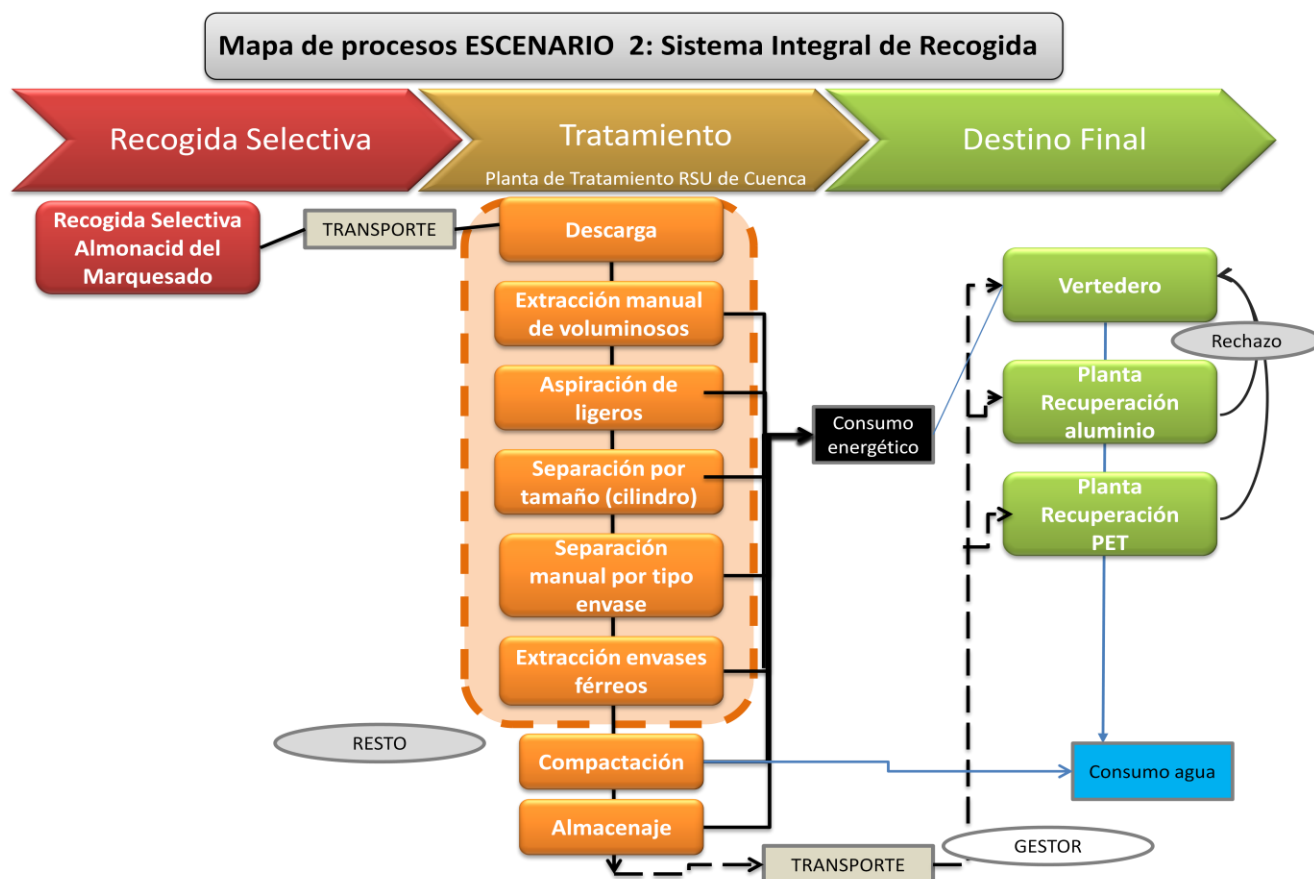 Mapa de procesos ESCENARIO 2: Sistema Integral de Recogida
Recogida Selectiva
Tratamiento
Planta de Tratamiento RSU de Cuenca
Destino Final
Recogida Selectiva
Almonacid del
Marquesado
TRANSPORTE
Descarga
Extracción manual
de voluminosos
Aspiración de
ligeros
Separación por
tamaño (cilindro)
Separación
manual por tipo
envase
Extracción envases
férreos
RESTO
Compactación
Almacenaje
Consumo
energético
Vertedero
Rechazo
Planta
Recuperación
aluminio
Planta
Recuperación
PET
Consumo agua
GESTOR
TRANSPORTE